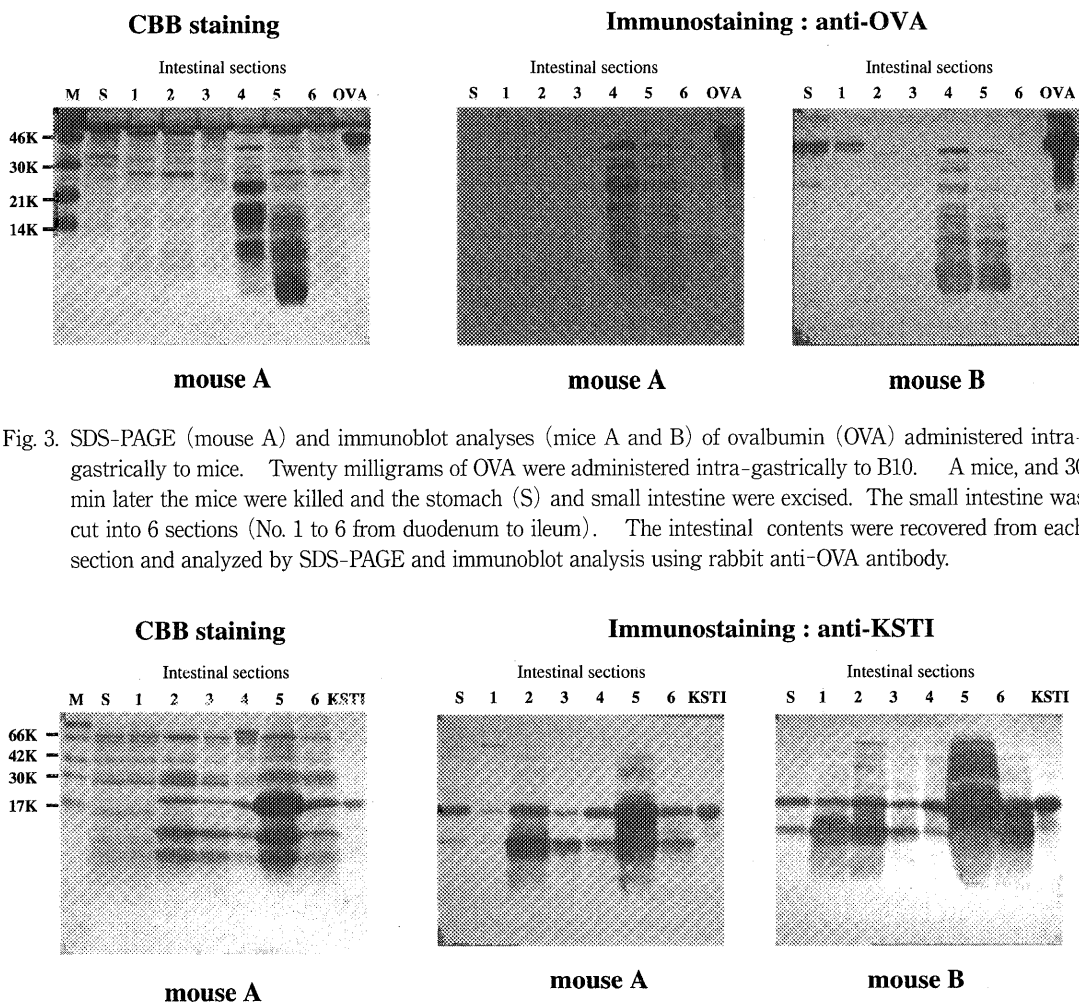 CBB staining
Immunostaining : anti-OVA
Intestinal sections
Intestinal sections
Intestinal sections
M S 1 2 3 4 5 6 OVA
S 1 2 3 4 5 6 OVA
S 1 2 3 4 5 6 OVA
46K
30K
21K
14K
mouse A
mouse A
mouse B
Fig. 3. SDS-PAGE (mouse A) and immunoblot analyses (mice A and B) of ovalbumin (OVA) administered intra-
gastrically to mice. Twenty milligrams of OVA were administered intra-gastrically to B10. A mice, and 30
min later the mice were killed and the stomach (S) and small intestine were excised. The small intestine was
cut into 6 sections (No. 1 to 6 from duodenum to ileum). The intestinal contents were recovered from each
section and analyzed by SDS-PAGE and immunoblot analysis using rabbit anti-OVA antibody.
CBB staining
Immunostaining : anti-KSTI
Intestinal sections
Intestinal sections
Intestinal sections
M S 1 2 3 4 5 6 KSTI
S 1 2 3 4 5 6 KSTI
S 1 2 3 4 5 6 KSTI
66K
42K
30K
17K
mouse A
mouse A
mouse B